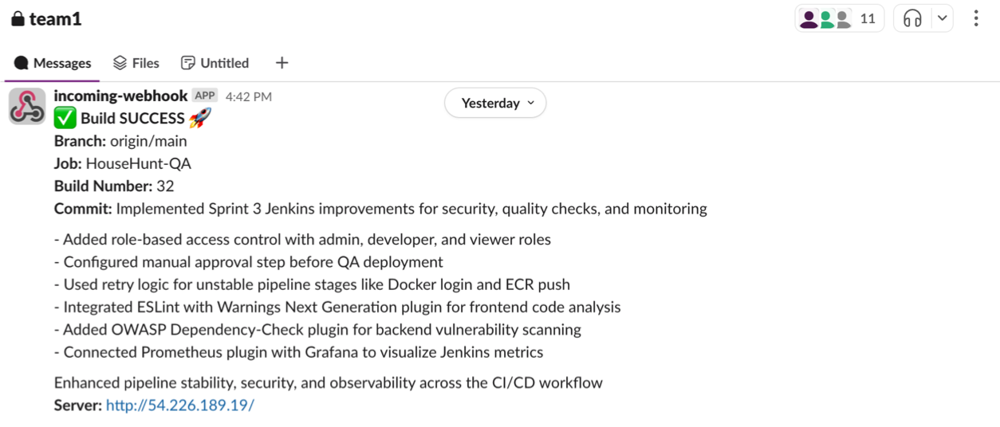 team1
11
Messages Files Untitled +
incoming-webhook APP 4:42 PM
Yesterday
✅ Build SUCCESS 🚀
Branch: origin/main
Job: HouseHunt-QA
Build Number: 32
Commit: Implemented Sprint 3 Jenkins improvements for security, quality checks, and monitoring
- Added role-based access control with admin, developer, and viewer roles
- Configured manual approval step before QA deployment
- Used retry logic for unstable pipeline stages like Docker login and ECR push
- Integrated ESLint with Warnings Next Generation plugin for frontend code analysis
- Added OWASP Dependency-Check plugin for backend vulnerability scanning
- Connected Prometheus plugin with Grafana to visualize Jenkins metrics
Enhanced pipeline stability, security, and observability across the CI/CD workflow
Server: http://54.226.189.19/